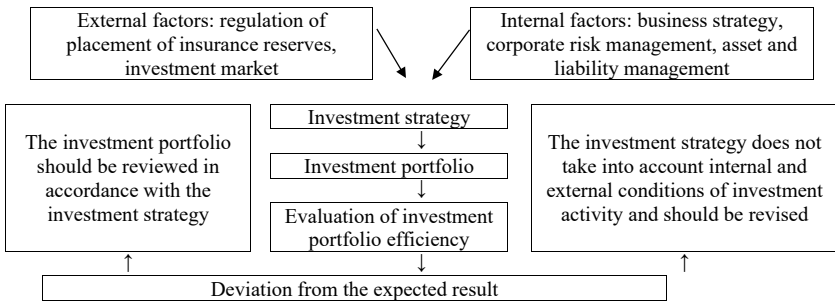 External factors: regulation of
placement of insurance reserves,
investment market
Internal factors: business strategy,
corporate risk management, asset and
liability management
The investment portfolio
should be reviewed in
accordance with the
investment strategy
Investment strategy
Investment portfolio
Evaluation of investment
portfolio efficiency
The investment strategy does not
take into account internal and
external conditions of investment
activity and should be revised
Deviation from the expected result